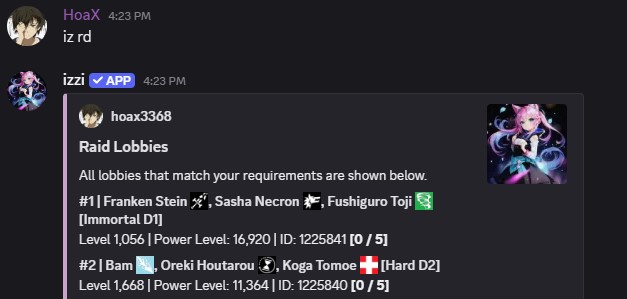 HoaX 4:23 PM
iz rd
izzi ✓ APP 4:23 PM
hoax3368
Raid Lobbies
All lobbies that match your requirements are shown below.
#1 | Franken Stein , Sasha Necron , Fushiguro Toji
[Immortal D1]
Level 1,056 | Power Level: 16,920 | ID: 1225841 [0 / 5]
#2 | Bam , Oreki Houtarou , Koga Tomoe [Hard D2]
Level 1,668 | Power Level: 11,364 | ID: 1225840 [0 / 5]